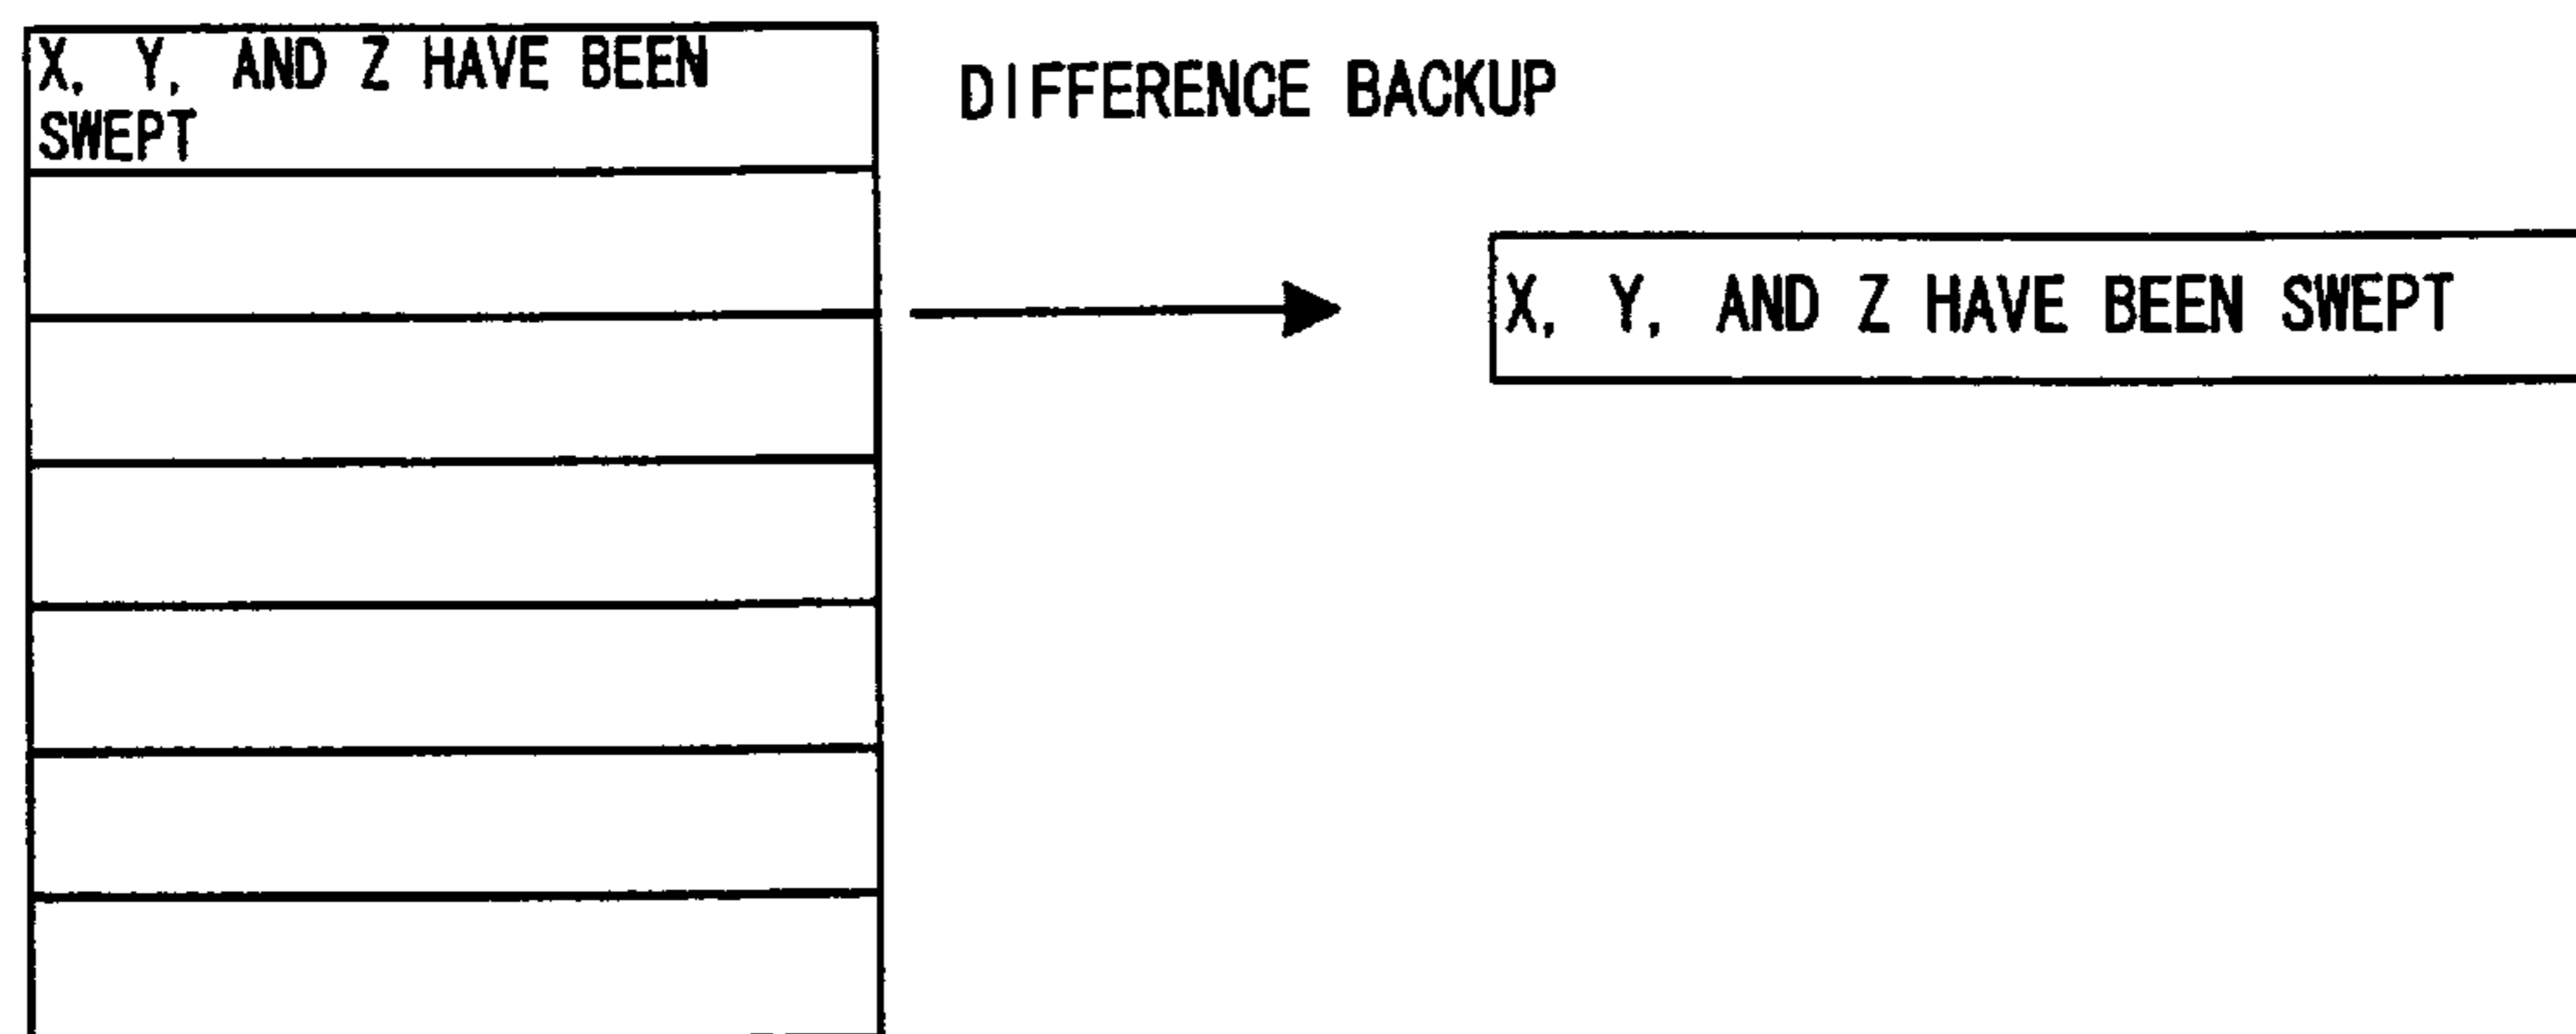 X, Y, AND Z HAVE BEEN
SWEPT
DIFFERENCE BACKUP
X, Y, AND Z HAVE BEEN SWEPT